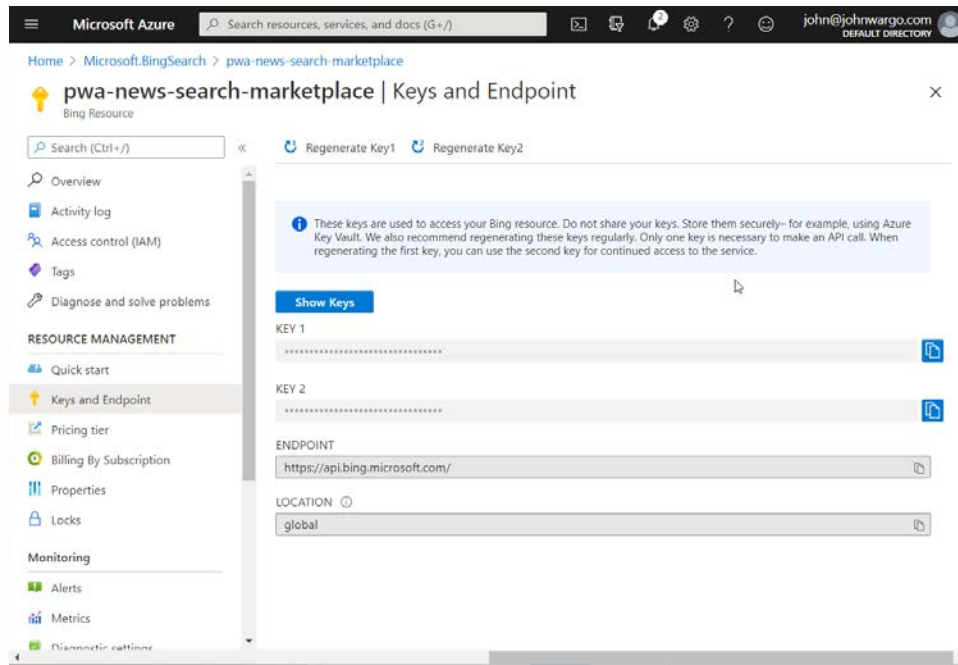 Microsoft Azure
Search resources, services, and docs (G+/)
2
john@johnwargo.com
DEFAULT DIRECTORY
Home > Microsoft.BingSearch > pwa-news-search-marketplace
pwa-news-search-marketplace | Keys and Endpoint
Bing Resource
Search (Ctrl+/)
Regenerate Key1 Regenerate Key2
Overview
Activity log
Access control (IAM)
Tags
Diagnose and solve problems
RESOURCE MANAGEMENT
Quick start
Keys and Endpoint
Pricing tier
Billing By Subscription
Properties
Locks
Monitoring
Alerts
Metrics
Diagnostic settings
These keys are used to access your Bing resource. Do not share your keys. Store them securely– for example, using Azure
Key Vault. We also recommend regenerating these keys regularly. Only one key is necessary to make an API call. When
regenerating the first key, you can use the second key for continued access to the service.
Show Keys
KEY 1
KEY 2
ENDPOINT
https://api.bing.microsoft.com/
LOCATION
global